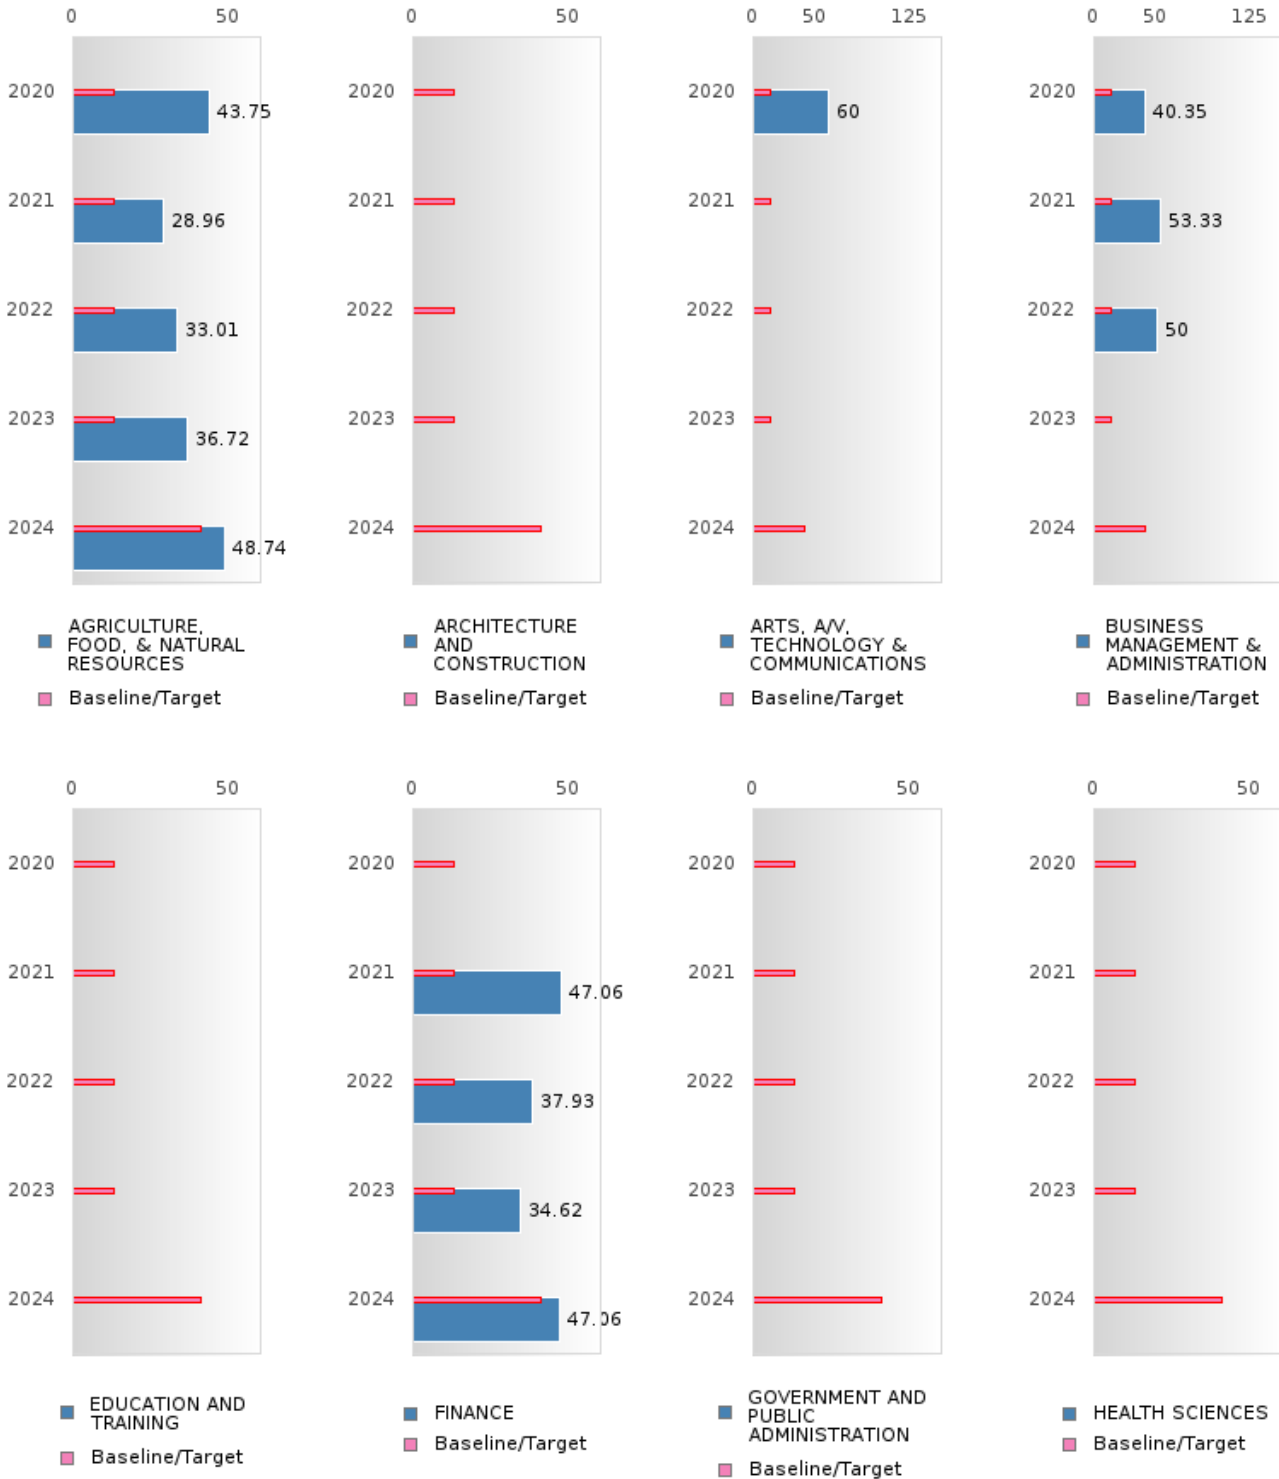 0 50
2020 43.75
2021 28.96
2022 33.01
2023 36.72
2024 48.74
AGRICULTURE,
FOOD, & NATURAL
RESOURCES
Baseline/Target
0 50
2020
2021
2022
2023
2024
ARCHITECTURE
AND
CONSTRUCTION
Baseline/Target
0 50 125
2020 60
2021
2022
2023
2024
ARTS, A/V,
TECHNOLOGY &
COMMUNICATIONS
Baseline/Target
0 50 125
2020 40.35
2021 53.33
2022 50
2023
2024
BUSINESS
MANAGEMENT &
ADMINISTRATION
Baseline/Target
0 50
2020
2021
2022
2023
2024
EDUCATION AND
TRAINING
Baseline/Target
0 50
2020
2021 47.06
2022 37.93
2023 34.62
2024 47.06
FINANCE
Baseline/Target
0 50
2020
2021
2022
2023
2024
GOVERNMENT AND
PUBLIC
ADMINISTRATION
Baseline/Target
0 50
2020
2021
2022
2023
2024
HEALTH SCIENCES
Baseline/Target